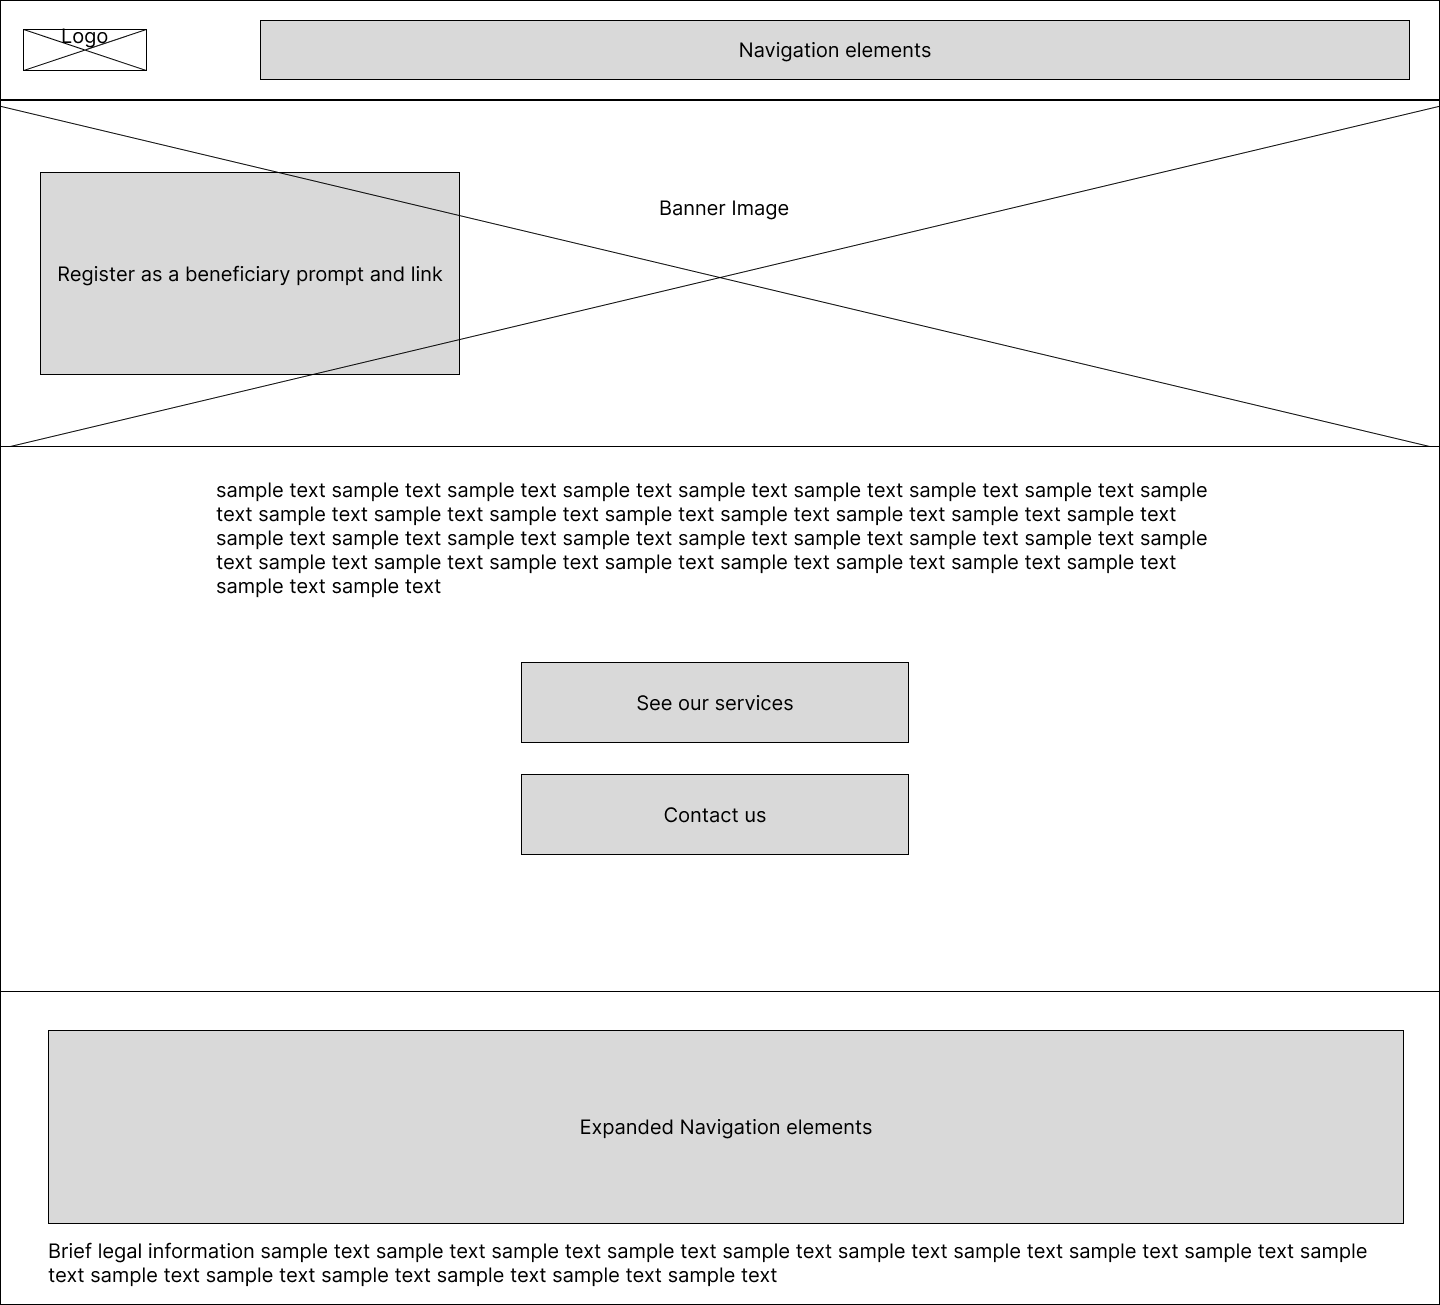 Logo
Navigation elements
Banner Image
Register as a beneficiary prompt and link
sample text sample text sample text sample text sample text sample text sample text sample text sample
text sample text sample text sample text sample text sample text sample text sample text sample text
sample text sample text sample text sample text sample text sample text sample text sample text sample
text sample text sample text sample text sample text sample text sample text sample text sample text
sample text sample text
See our services
Contact us
Expanded Navigation elements
Brief legal information sample text sample text sample text sample text sample text sample text sample text sample text sample text sample
text sample text sample text sample text sample text sample text sample text